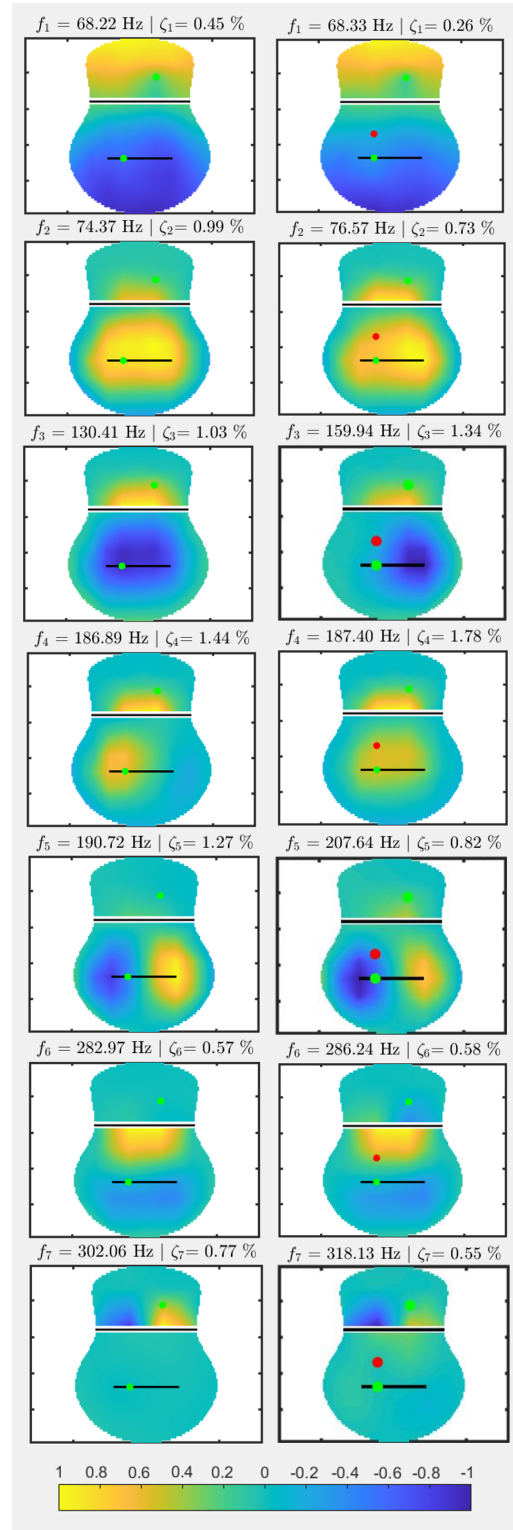 f₁ = 68.22 Hz | ζ₁= 0.45 %
f₁ = 68.33 Hz | ζ₁= 0.26 %
f₂ = 74.37 Hz | ζ₂= 0.99 %
f₂ = 76.57 Hz | ζ₂= 0.73 %
f₃ = 130.41 Hz | ζ₃= 1.03 %
f₃ = 159.94 Hz | ζ₃= 1.34 %
f₄ = 186.89 Hz | ζ₄= 1.44 %
f₄ = 187.40 Hz | ζ₄= 1.78 %
f₅ = 190.72 Hz | ζ₅= 1.27 %
f₅ = 207.64 Hz | ζ₅= 0.82 %
f₆ = 282.97 Hz | ζ₆= 0.57 %
f₆ = 286.24 Hz | ζ₆= 0.58 %
f₇ = 302.06 Hz | ζ₇= 0.77 %
f₇ = 318.13 Hz | ζ₇= 0.55 %
1 0.8 0.6 0.4 0.2 0 -0.2 -0.4 -0.6 -0.8 -1